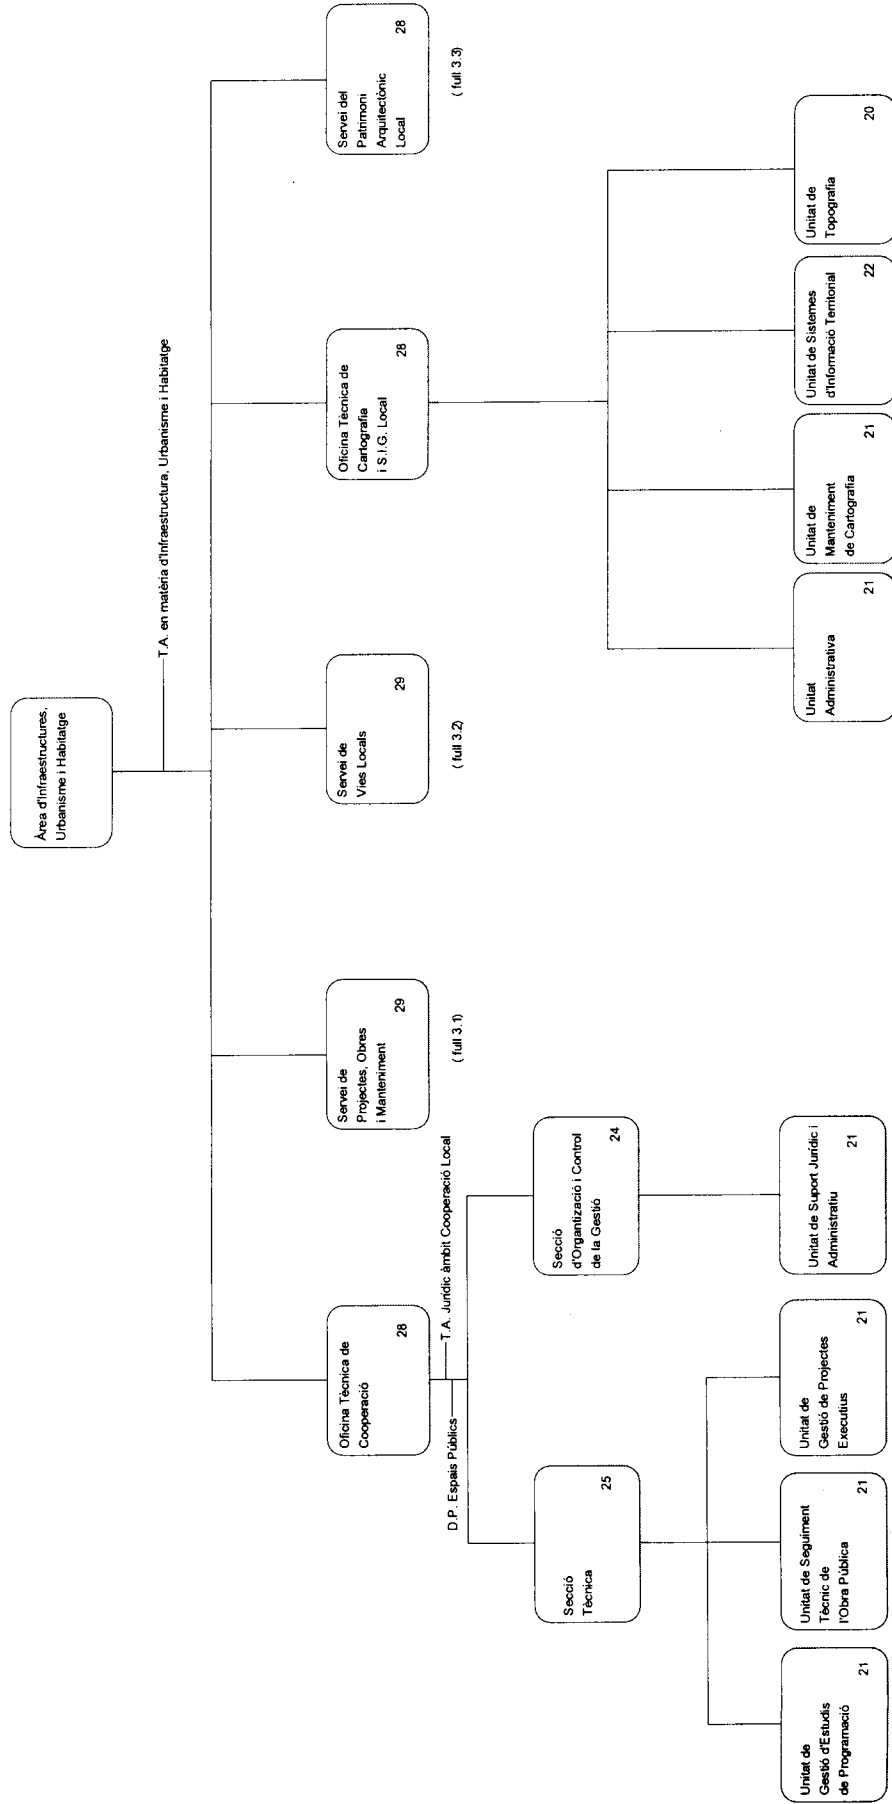 Àrea d'Infraestructures,
Urbanisme i Habitatge
T.A. en matèria d'Infraestructura, Urbanisme i Habitatge
Oficina Tècnica de
Cooperació
28
Servei de
Projectes, Obres
i Manteniment
29
( full 3.1)
Servei de
Vies Locals
29
( full 3.2)
Oficina Tècnica de
Cartografia
i S.I.G. Local
28
Servei del
Patrimoni
Arquitectònic
Local
28
( full 3.3)
D.P. Espais Públics
T.A. Jurídic àmbit Cooperació Local
Secció
Tècnica
25
Secció
d'Organtizació i Control
de la Gestió
24
Unitat de
Gestió d'Estudis
de Programació
21
Unitat de Seguiment
Tècnic de
l'Obra Pública
21
Unitat de
Gestió de Projectes
Executius
21
Unitat de Suport Jurídic i
Administratiu
21
Unitat
Administrativa
21
Unitat de
Manteniment
de Cartografia
21
Unitat de Sistemes
d'Informació Territorial
22
Unitat de
Topografia
20